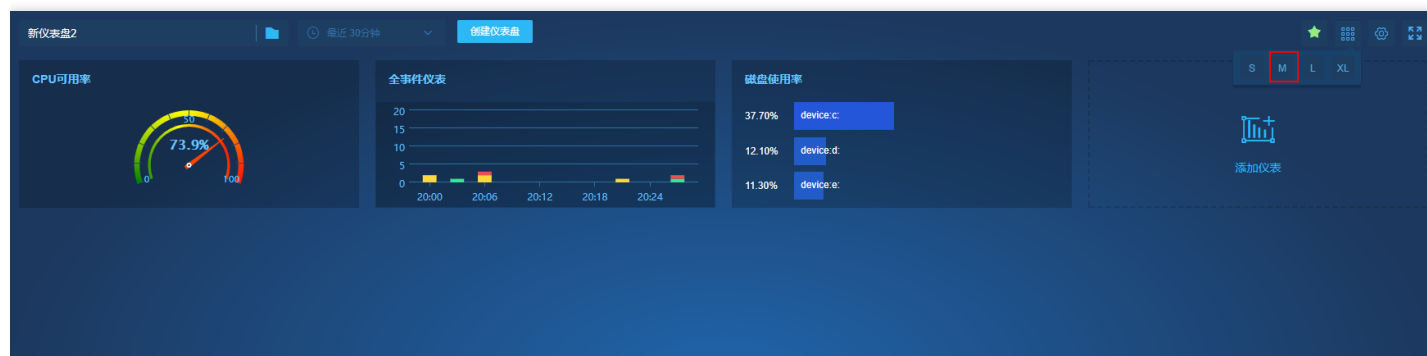 新仪表盘2
最近 30分钟
创建仪表盘
S M L XL
CPU可用率
50
73.9%
0 100
全事件仪表
20
15
10
5
0
20:00 20:06 20:12 20:18 20:24
磁盘使用率
37.70% device:c:
12.10% device:d:
11.30% device:e:
添加仪表